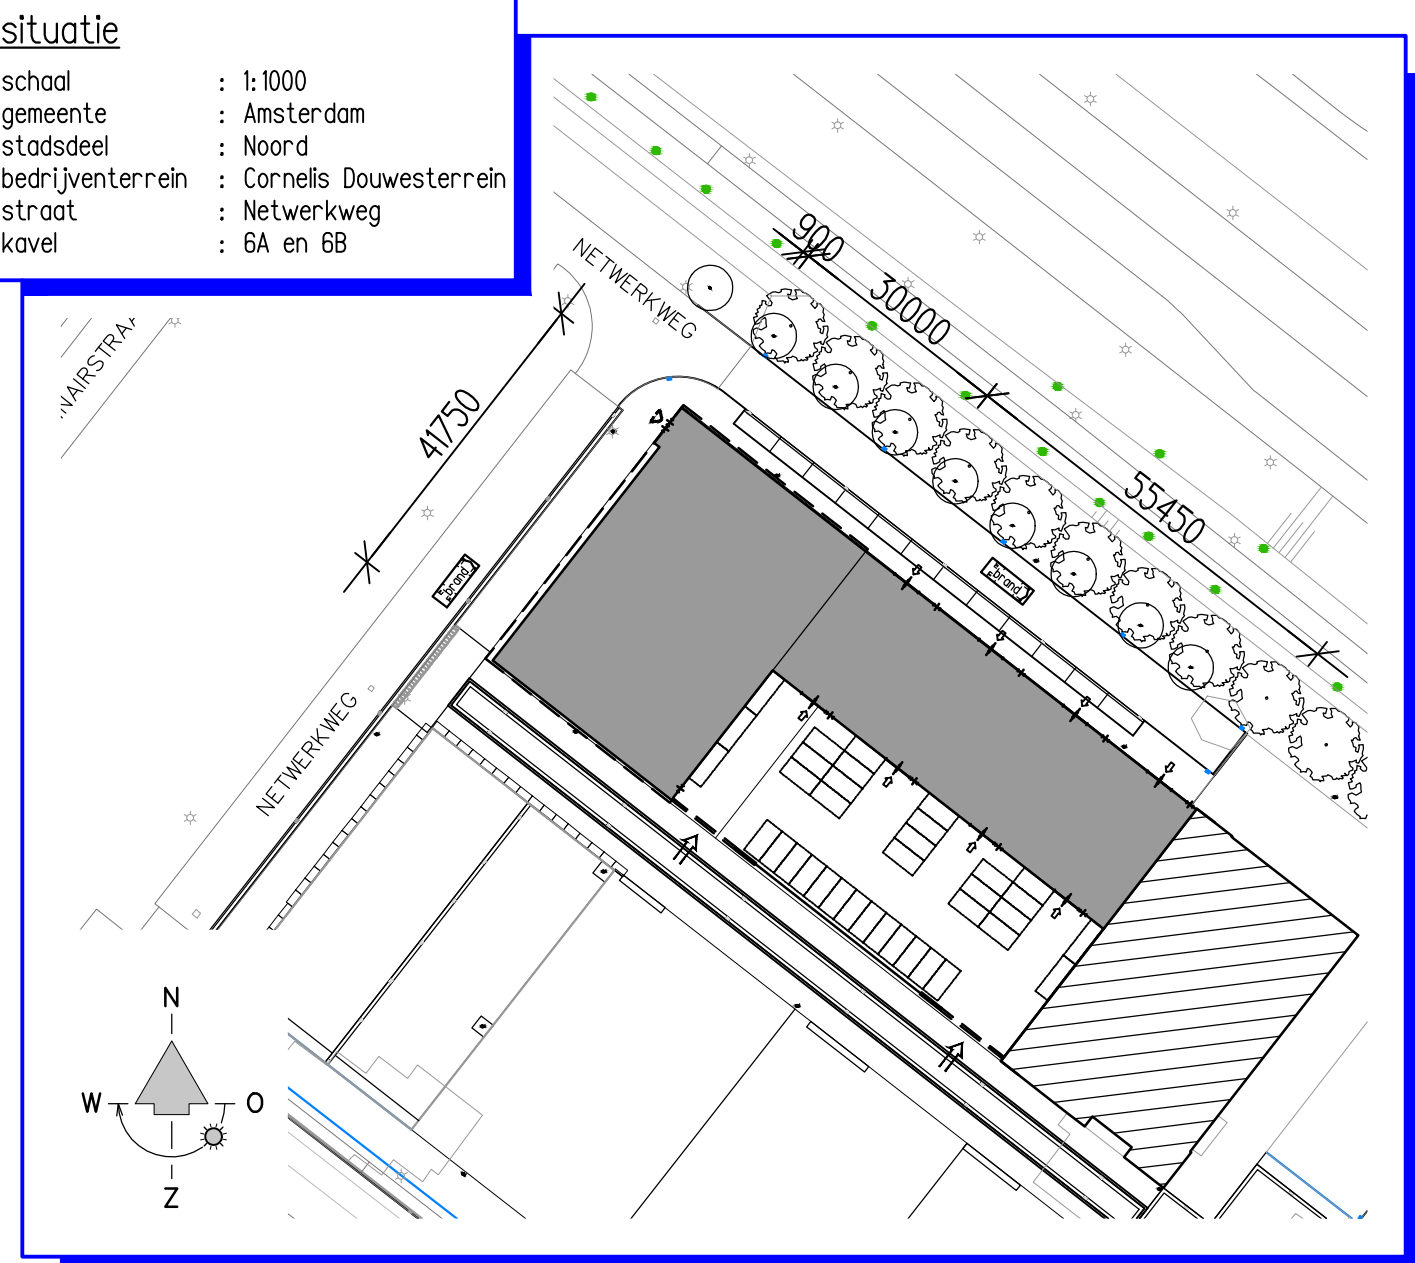 situatie
schaal : 1:1000
gemeente : Amsterdam
stadsdeel : Noord
bedrijventerrein : Cornelis Douwesterrein
straat : Netwerkweg
kavel : 6A en 6B
900
30000
55450
NETWERKWEG
41750
NAIRSTRAA
brand
brand
NETWERKWEG
N
W O
Z